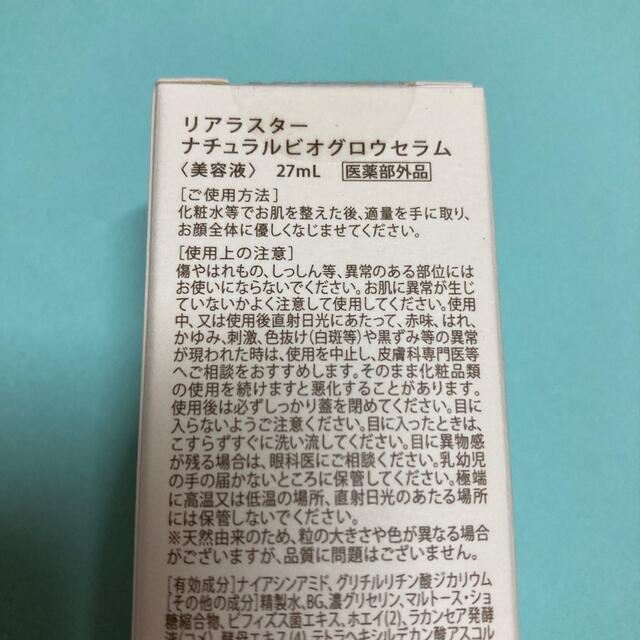 リアラスター
ナチュラルビオグロウセラム
〈美容液〉 27mL 医薬部外品
[ご使用方法]
化粧水等でお肌を整えた後、適量を手に取り、
お顔全体に優しくなじませてください。
[使用上の注意]
傷やはれもの、しっしん等、異常のある部位には
お使いにならないでください。お肌に異常が生じ
ていないかよく注意して使用してください。使用
中、又は使用後直射日光にあたって、赤味、はれ、
かゆみ、刺激、色抜け(白斑等)や黒ずみ等の異常
が現われた時は、使用を中止し、皮膚科専門医等
へご相談をおすすめします。そのまま化粧品類
の使用を続けますと悪化することがあります。
使用後は必ずしっかり蓋を閉めてください。目に
入らないようご注意ください。目に入ったときは、
こすらずすぐに洗い流してください。目に異物感
が残る場合は、眼科医にご相談ください。乳幼児
の手の届かないところに保管してください。極端
に高温又は低温の場所、直射日光のあたる場所
には保管しないでください。
※天然由来のため、粒の大きさや色が異なる場合
がございますが、品質に問題はございません。
[有効成分]ナイアシンアミド、グリチルリチン酸ジカリウム
[その他の成分]精製水、BG、濃グリセリン、マルトース・ショ
糖縮合物、ビフィズス菌エキス、ホエイ(2)、ラカンセア発酵
液(コメ)、酵母エキス(4)、テトラヘキシルデカン酸アスコル